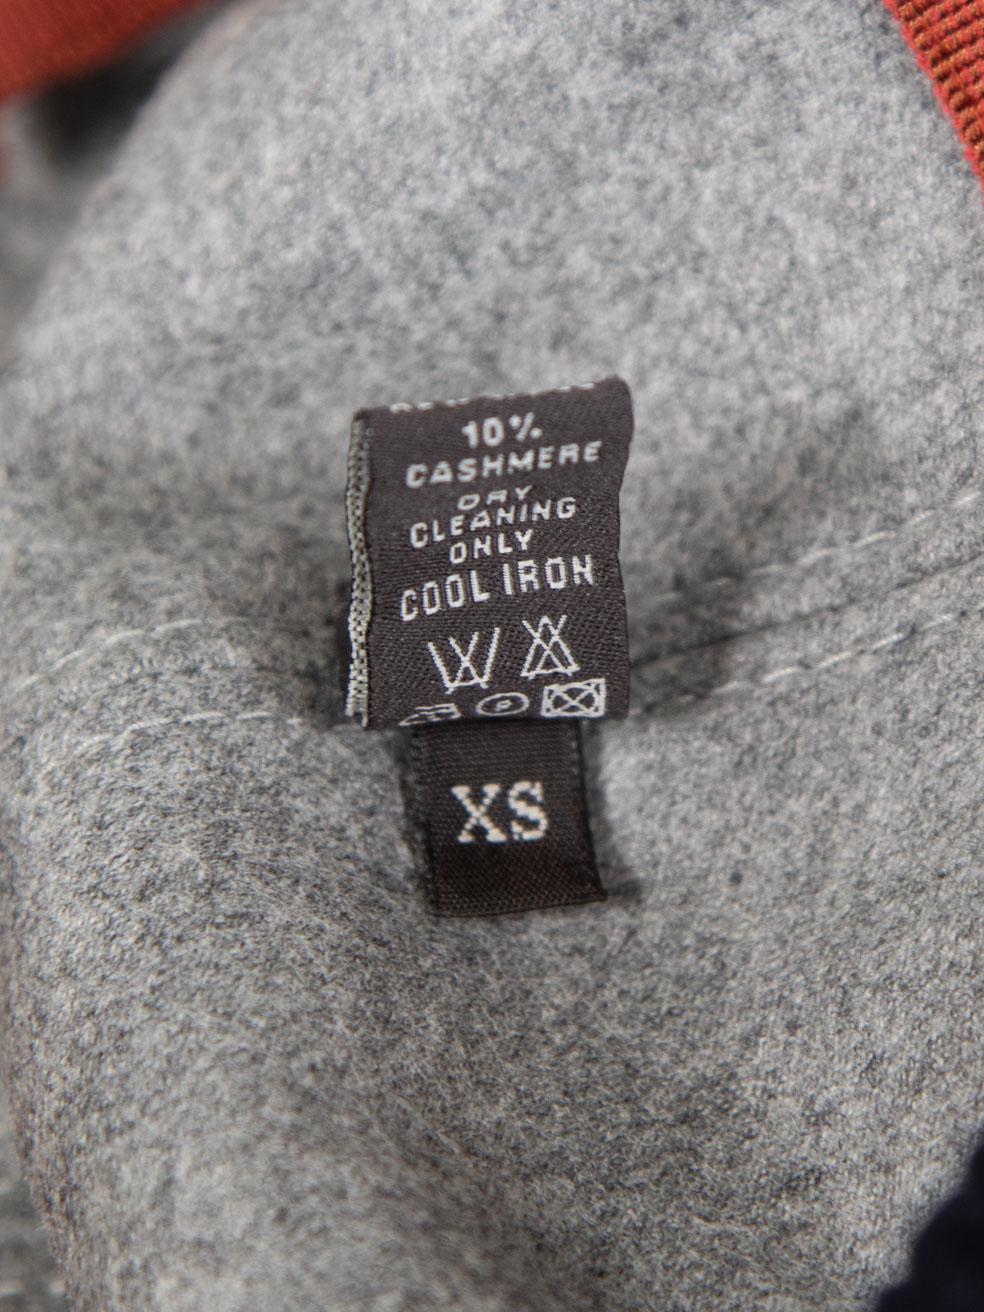 10%
CASHMERE
DRY
CLEANING
ONLY
COOL IRON
P
XS